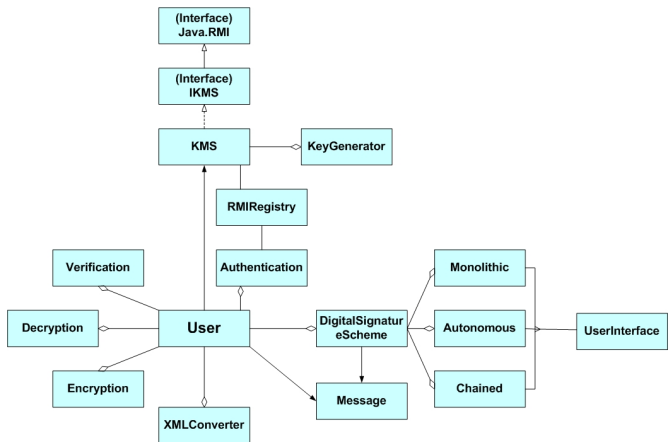 (Interface)
Java.RMI
(Interface)
IKMS
KMS
KeyGenerator
RMIRegistry
Verification
Authentication
Monolithic
Decryption
User
DigitalSignatur
eScheme
Autonomous
UserInterface
Encryption
Message
Chained
XMLConverter